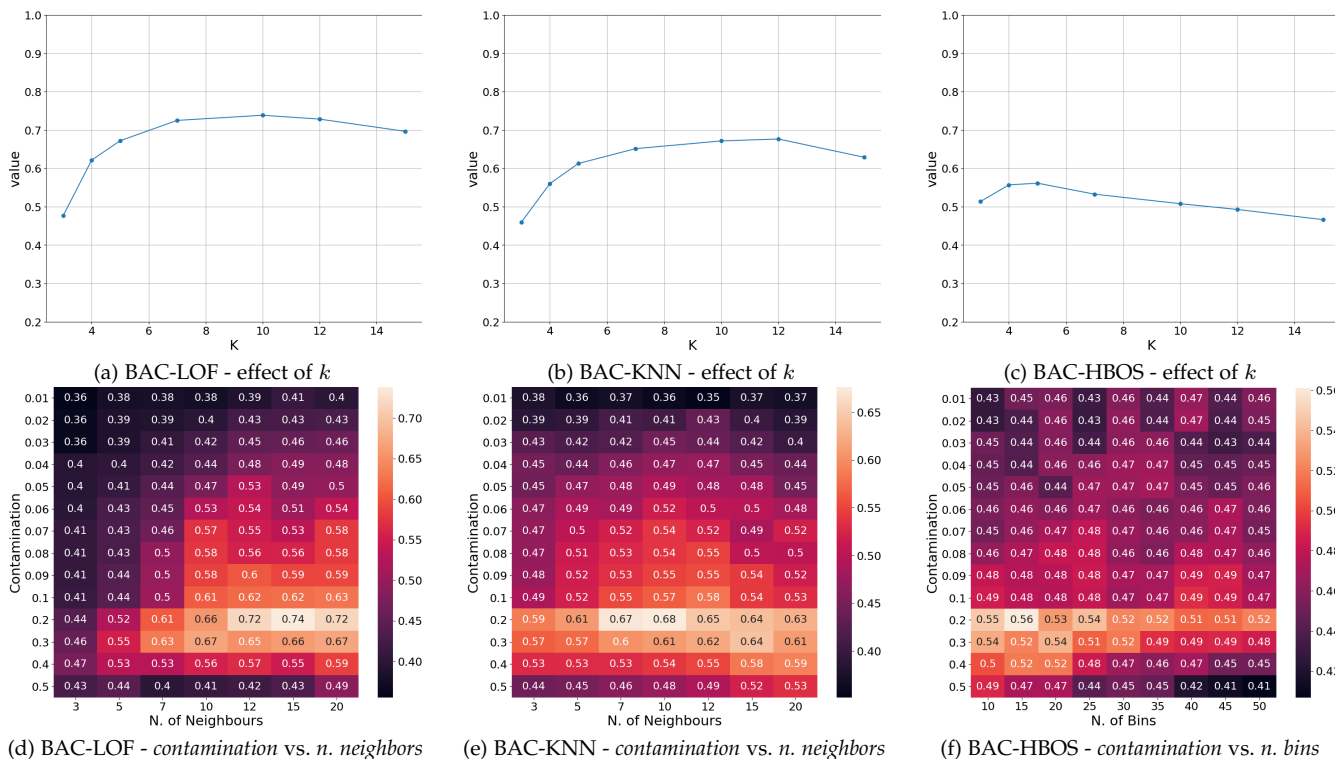 1.0
0.9
0.8
0.7
0.6
0.5
0.4
0.3
0.2
value
4 6 8 10 12 14
K
(a) BAC-LOF - effect of k
1.0
0.9
0.8
0.7
0.6
0.5
0.4
0.3
0.2
value
4 6 8 10 12 14
K
(b) BAC-KNN - effect of k
1.0
0.9
0.8
0.7
0.6
0.5
0.4
0.3
0.2
value
4 6 8 10 12 14
K
(c) BAC-HBOS - effect of k
Contamination
0.01 0.36 0.38 0.38 0.38 0.39 0.41 0.4
0.02 0.36 0.39 0.39 0.4 0.43 0.43 0.43
0.03 0.36 0.39 0.41 0.42 0.45 0.46 0.46
0.04 0.4 0.4 0.42 0.44 0.48 0.49 0.48
0.05 0.4 0.41 0.44 0.47 0.53 0.49 0.5
0.06 0.4 0.43 0.45 0.53 0.54 0.51 0.54
0.07 0.41 0.43 0.46 0.57 0.55 0.53 0.58
0.08 0.41 0.43 0.5 0.58 0.56 0.56 0.58
0.09 0.41 0.44 0.5 0.58 0.6 0.59 0.59
0.1 0.41 0.44 0.5 0.61 0.62 0.62 0.63
0.2 0.44 0.52 0.61 0.66 0.72 0.74 0.72
0.3 0.46 0.55 0.63 0.67 0.65 0.66 0.67
0.4 0.47 0.53 0.53 0.56 0.57 0.55 0.59
0.5 0.43 0.44 0.4 0.41 0.42 0.43 0.49
3 5 7 10 12 15 20
N. of Neighbours
0.70
0.65
0.60
0.55
0.50
0.45
0.40
(d) BAC-LOF - contamination vs. n. neighbors
Contamination
0.01 0.38 0.36 0.37 0.36 0.35 0.37 0.37
0.02 0.39 0.39 0.41 0.41 0.43 0.4 0.39
0.03 0.43 0.42 0.42 0.45 0.44 0.42 0.4
0.04 0.45 0.44 0.46 0.47 0.47 0.45 0.44
0.05 0.45 0.47 0.48 0.49 0.48 0.48 0.45
0.06 0.47 0.49 0.49 0.52 0.5 0.5 0.48
0.07 0.47 0.5 0.52 0.54 0.52 0.49 0.52
0.08 0.47 0.51 0.53 0.54 0.55 0.5 0.5
0.09 0.48 0.52 0.53 0.55 0.55 0.54 0.52
0.1 0.49 0.52 0.55 0.57 0.58 0.54 0.53
0.2 0.59 0.61 0.67 0.68 0.65 0.64 0.63
0.3 0.57 0.57 0.6 0.61 0.62 0.64 0.61
0.4 0.53 0.53 0.53 0.54 0.55 0.58 0.59
0.5 0.44 0.45 0.46 0.48 0.49 0.52 0.53
3 5 7 10 12 15 20
N. of Neighbours
0.65
0.60
0.55
0.50
0.45
0.40
(e) BAC-KNN - contamination vs. n. neighbors
Contamination
0.01 0.43 0.45 0.46 0.43 0.46 0.44 0.47 0.44 0.46
0.02 0.43 0.44 0.46 0.44 0.46 0.44 0.47 0.44 0.45
0.03 0.45 0.44 0.46 0.44 0.46 0.46 0.44 0.43 0.44
0.04 0.45 0.44 0.46 0.46 0.47 0.47 0.45 0.45 0.45
0.05 0.45 0.46 0.44 0.46 0.47 0.47 0.46 0.46 0.45
0.06 0.46 0.46 0.47 0.47 0.46 0.46 0.46 0.47 0.46
0.07 0.45 0.46 0.47 0.48 0.47 0.46 0.46 0.47 0.45
0.08 0.46 0.47 0.48 0.48 0.47 0.46 0.48 0.47 0.46
0.09 0.48 0.48 0.48 0.48 0.47 0.47 0.49 0.49 0.47
0.1 0.49 0.48 0.48 0.48 0.47 0.47 0.49 0.49 0.47
0.2 0.55 0.56 0.53 0.54 0.52 0.52 0.51 0.51 0.52
0.3 0.54 0.52 0.54 0.51 0.52 0.49 0.49 0.49 0.48
0.4 0.5 0.52 0.52 0.48 0.47 0.46 0.47 0.45 0.45
0.5 0.49 0.47 0.47 0.44 0.45 0.44 0.42 0.41 0.41
10 15 20 25 30 35 40 45 50
N. of Bins
0.56
0.54
0.52
0.50
0.48
0.46
0.44
0.42
(f) BAC-HBOS - contamination vs. n. bins